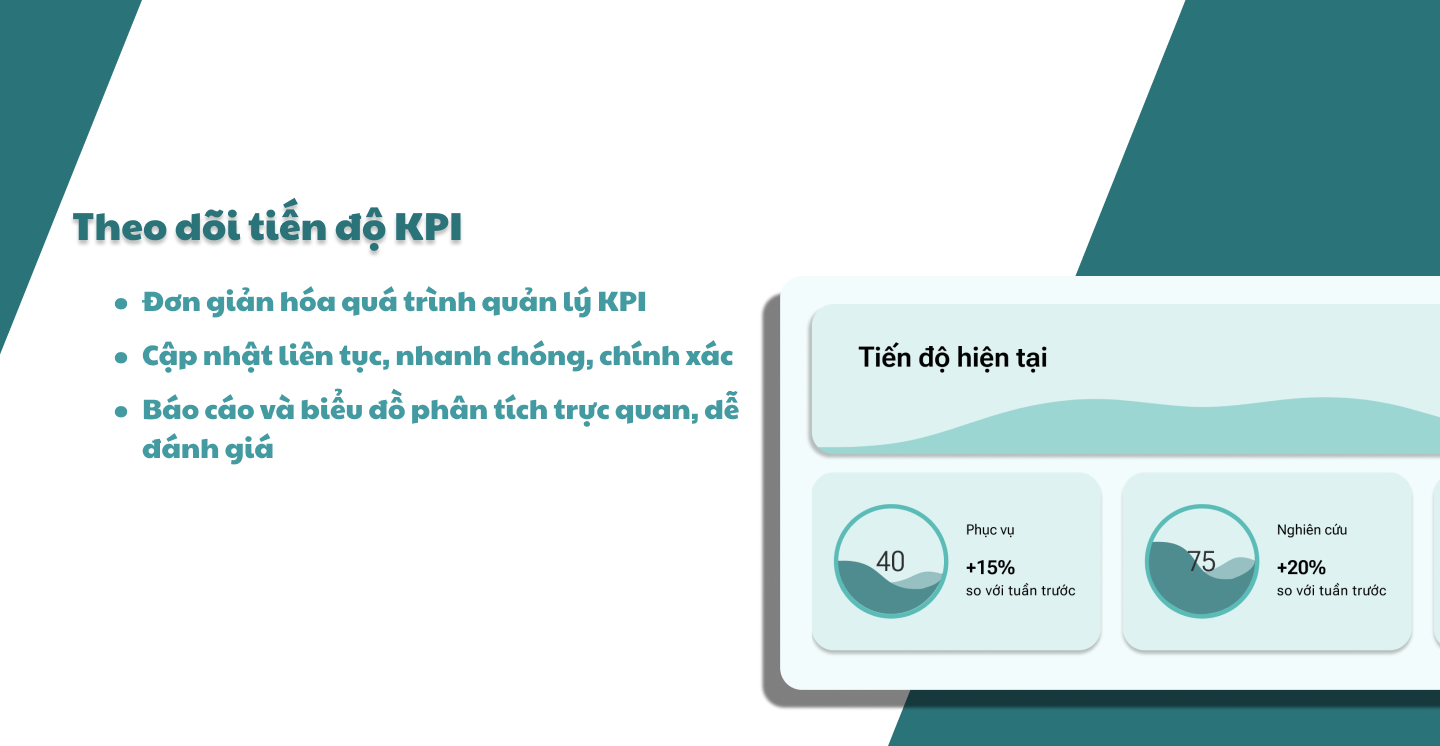 Theo dõi tiến độ KPI
• Đơn giản hóa quá trình quản lý KPI
• Cập nhật liên tục, nhanh chóng, chính xác
• Báo cáo và biểu đồ phân tích trực quan, dễ
đánh giá
Tiến độ hiện tại
40
Phục vụ
+15%
so với tuần trước
75
Nghiên cứu
+20%
so với tuần trước